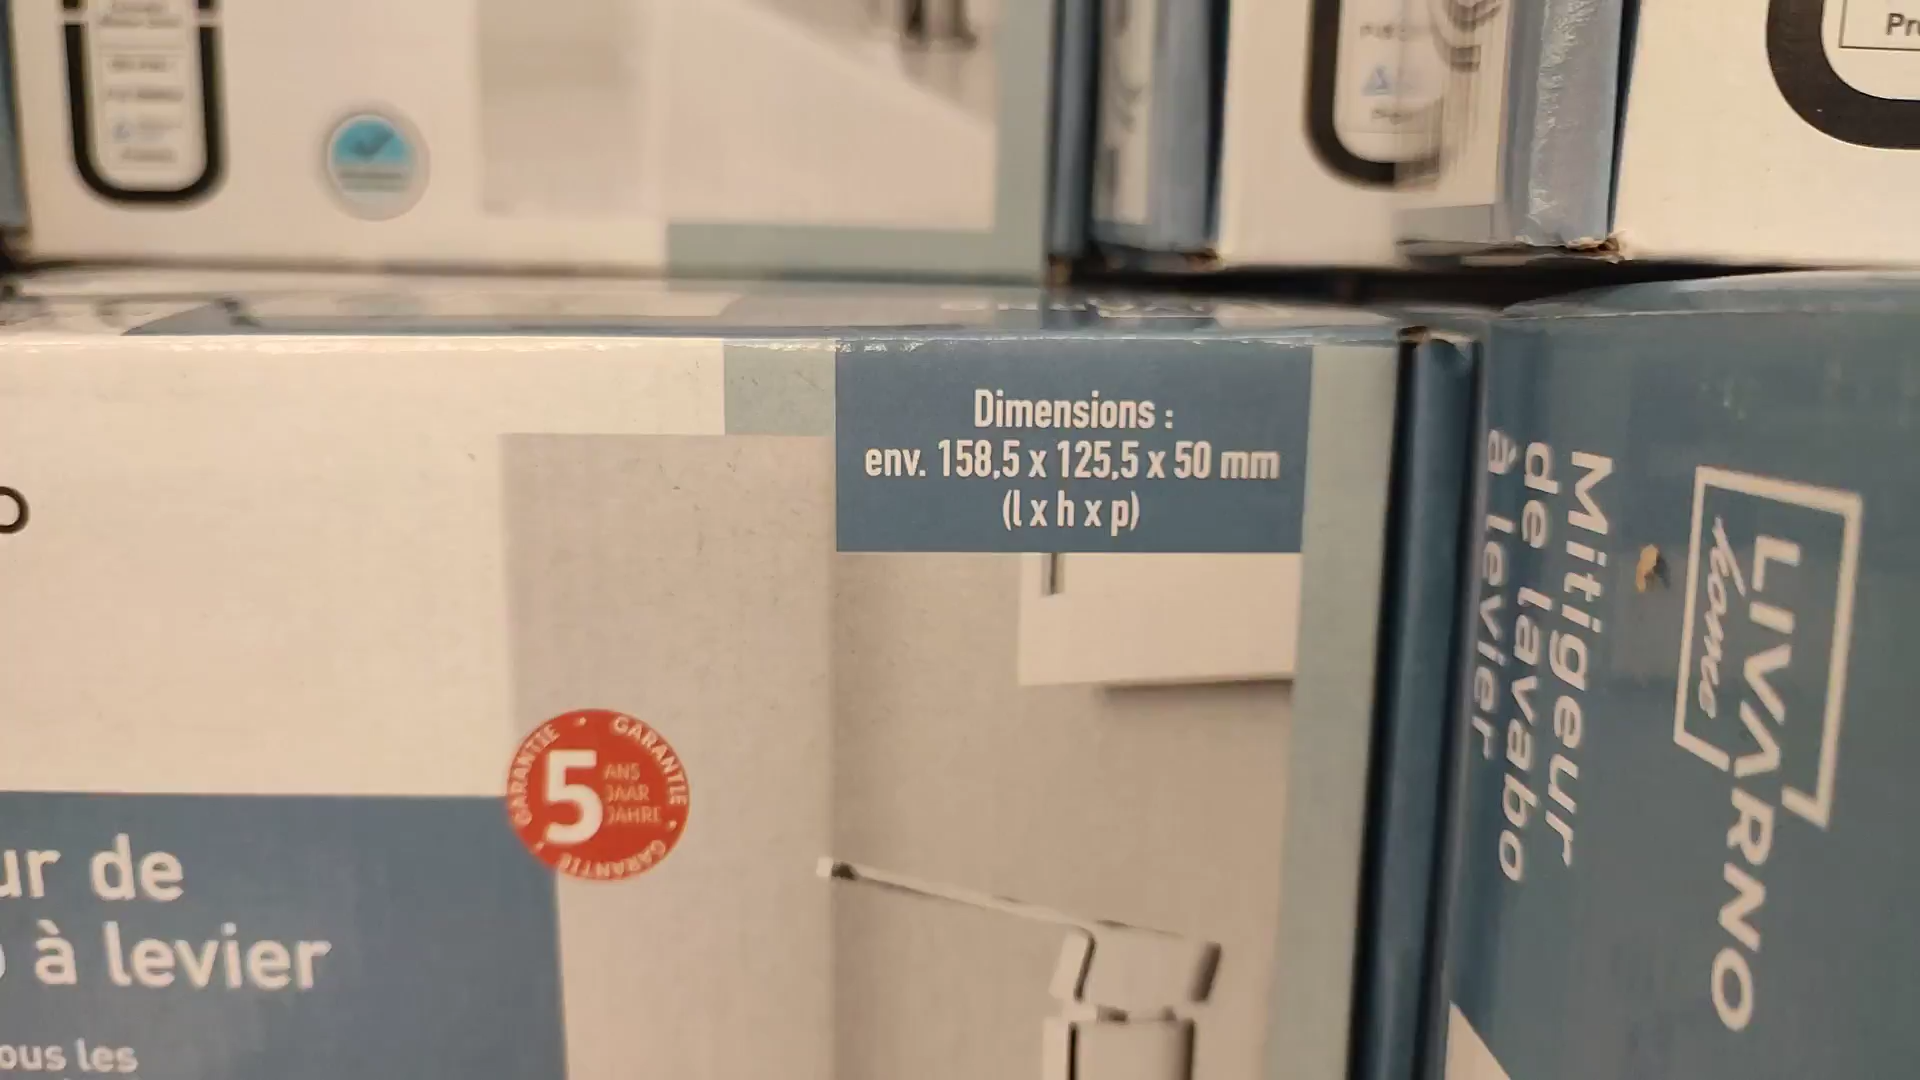 Dimensions :
env. 158,5 x 125,5 x 50 mm
(l x h x p)
GARANTIE • GARANTIE • GARANTIE •
5
ANS
JAAR
JAHRE
ur de
à levier
ous les
LIVARNO
home
Mitigeur
de lavabo
à levier
Pr